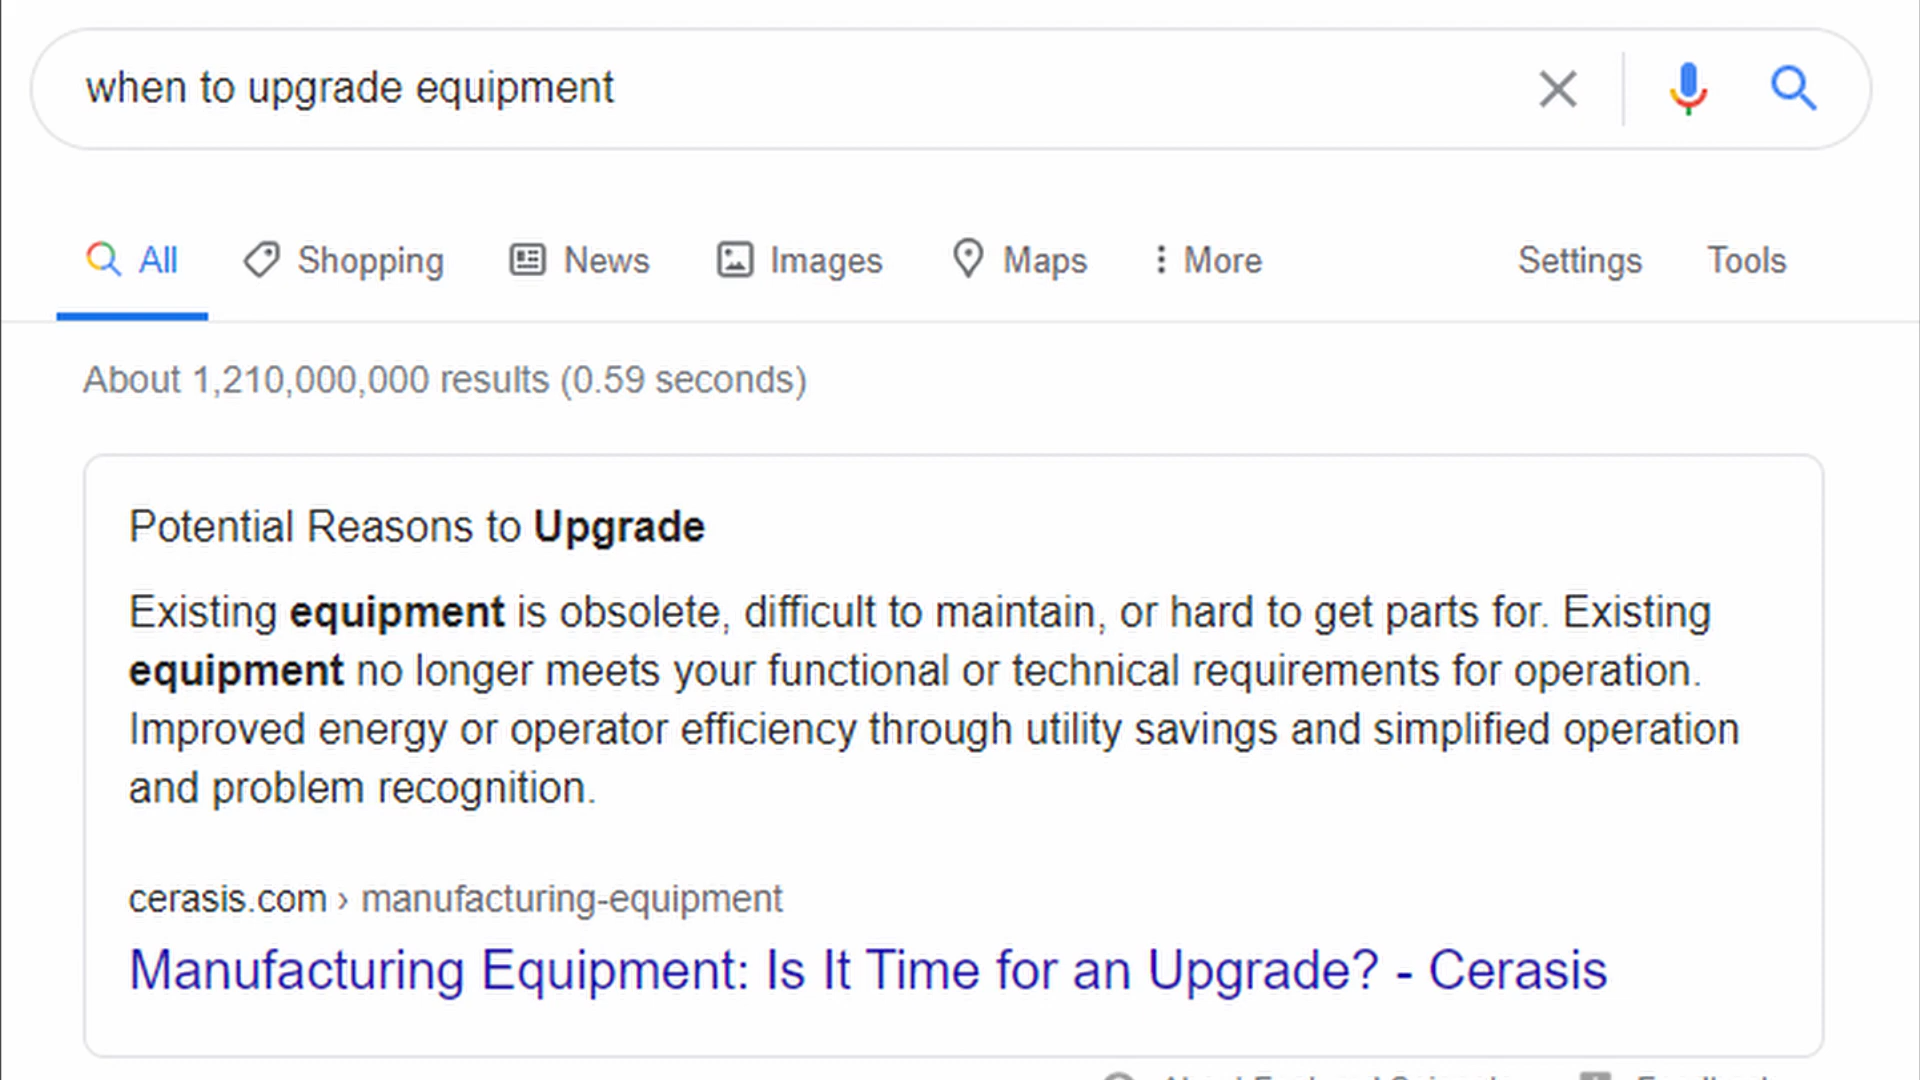 when to upgrade equipment
All Shopping News Images Maps More Settings Tools
About 1,210,000,000 results (0.59 seconds)
Potential Reasons to Upgrade
Existing equipment is obsolete, difficult to maintain, or hard to get parts for. Existing
equipment no longer meets your functional or technical requirements for operation.
Improved energy or operator efficiency through utility savings and simplified operation
and problem recognition.
cerasis.com › manufacturing-equipment
Manufacturing Equipment: Is It Time for an Upgrade? - Cerasis